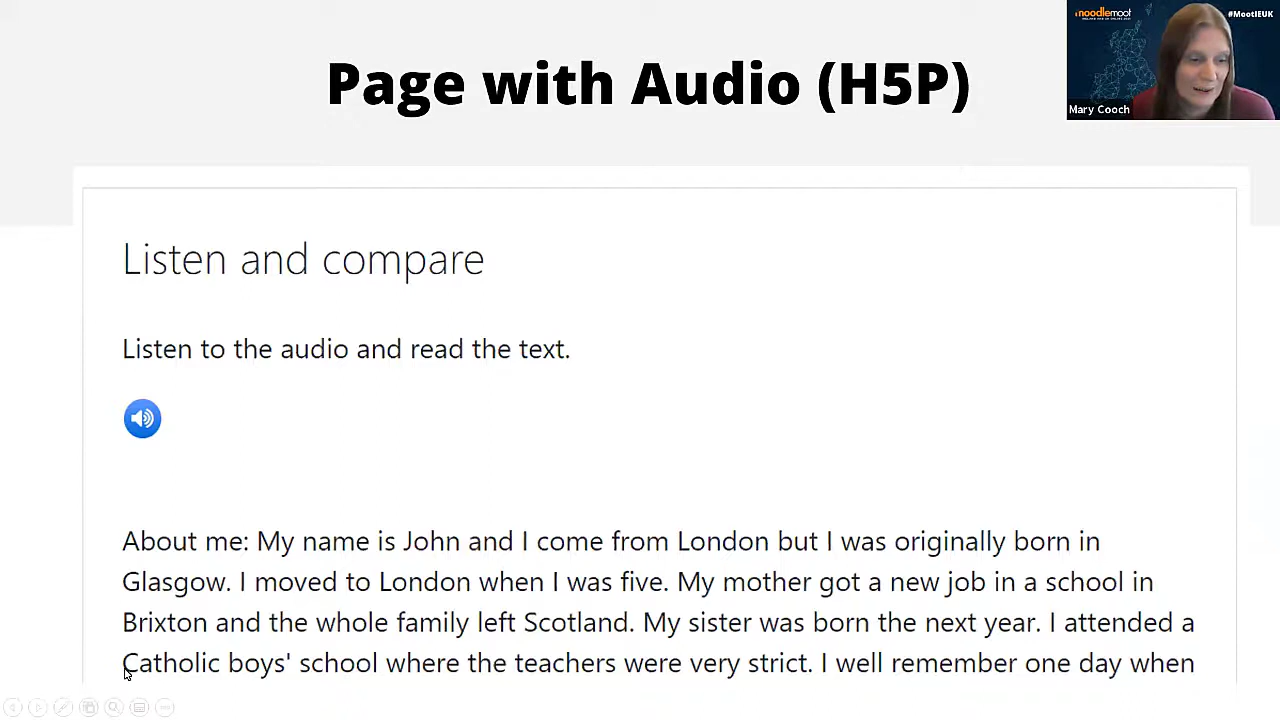 Page with Audio (H5P)
moodlemoot
#MootIEUK
Mary Cooch
Listen and compare
Listen to the audio and read the text.
About me: My name is John and I come from London but I was originally born in
Glasgow. I moved to London when I was five. My mother got a new job in a school in
Brixton and the whole family left Scotland. My sister was born the next year. I attended a
Catholic boys' school where the teachers were very strict. I well remember one day when